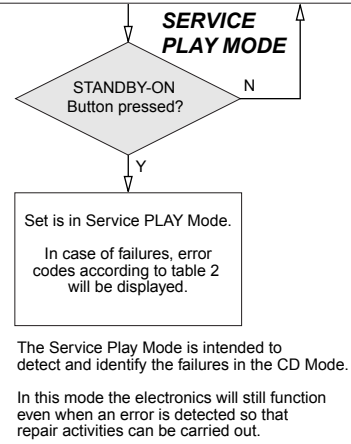 SERVICE
PLAY MODE
STANDBY-ON
Button pressed?
N
Y
Set is in Service PLAY Mode.
In case of failures, error
codes according to table 2
will be displayed.
The Service Play Mode is intended to
detect and identify the failures in the CD Mode.
In this mode the electronics will still function
even when an error is detected so that
repair activities can be carried out.